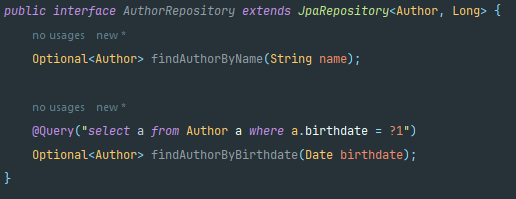 public interface AuthorRepository extends JpaRepository<Author, Long> {
no usages new *
Optional<Author> findAuthorByName(String name);
no usages new *
@Query("select a from Author a where a.birthdate = ?1")
Optional<Author> findAuthorByBirthdate(Date birthdate);
}